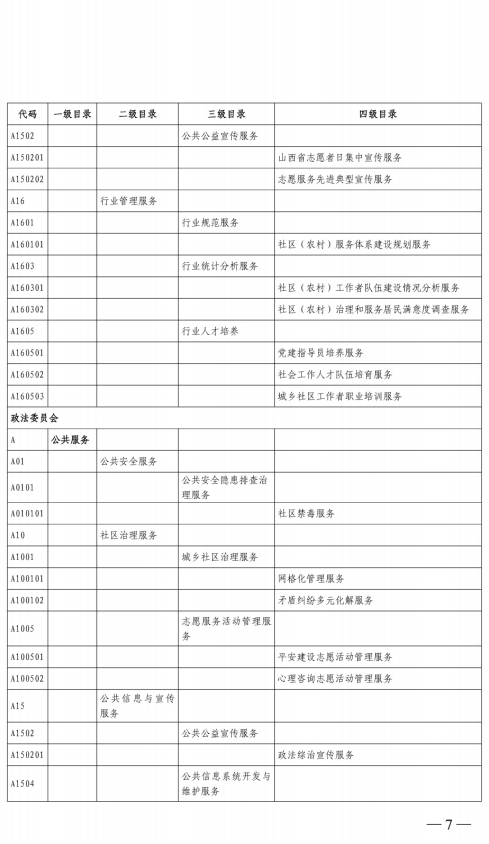 代码 一级目录 二级目录 三级目录 四级目录
A1502 公共公益宣传服务
A150201 山西省志愿者日集中宣传服务
A150202 志愿服务先进典型宣传服务
A16 行业管理服务
A1601 行业规范服务
A160101 社区（农村）服务体系建设规划服务
A1603 行业统计分析服务
A160301 社区（农村）工作者队伍建设情况分析服务
A160302 社区（农村）治理和服务居民满意度调查服务
A1605 行业人才培养
A160501 党建指导员培养服务
A160502 社会工作人才队伍培育服务
A160503 城乡社区工作者职业培训服务
政法委员会
A 公共服务
A01 公共安全服务
A0101 公共安全隐患排查治
理服务
A010101 社区禁毒服务
A10 社区治理服务
A1001 城乡社区治理服务
A100101 网格化管理服务
A100102 矛盾纠纷多元化解服务
A1005 志愿服务活动管理服
务
A100501 平安建设志愿活动管理服务
A100502 心理咨询志愿活动管理服务
A15 公共信息与宣传
服务
A1502 公共公益宣传服务
A150201 政法综治宣传服务
A1504 公共信息系统开发与
维护服务
—7—